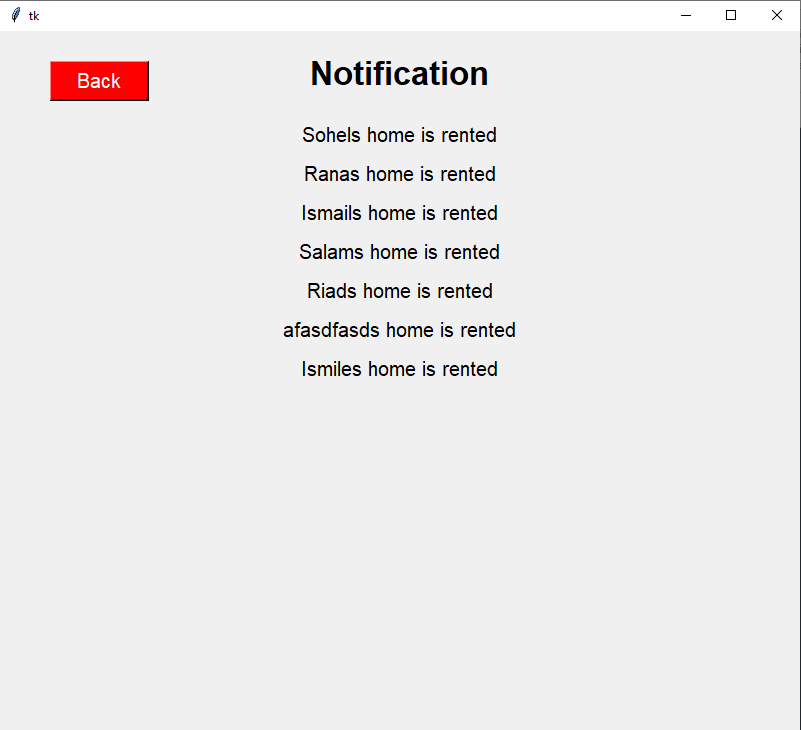 tk
Back
Notification
Sohels home is rented
Ranas home is rented
Ismails home is rented
Salams home is rented
Riads home is rented
afasdfasds home is rented
Ismiles home is rented